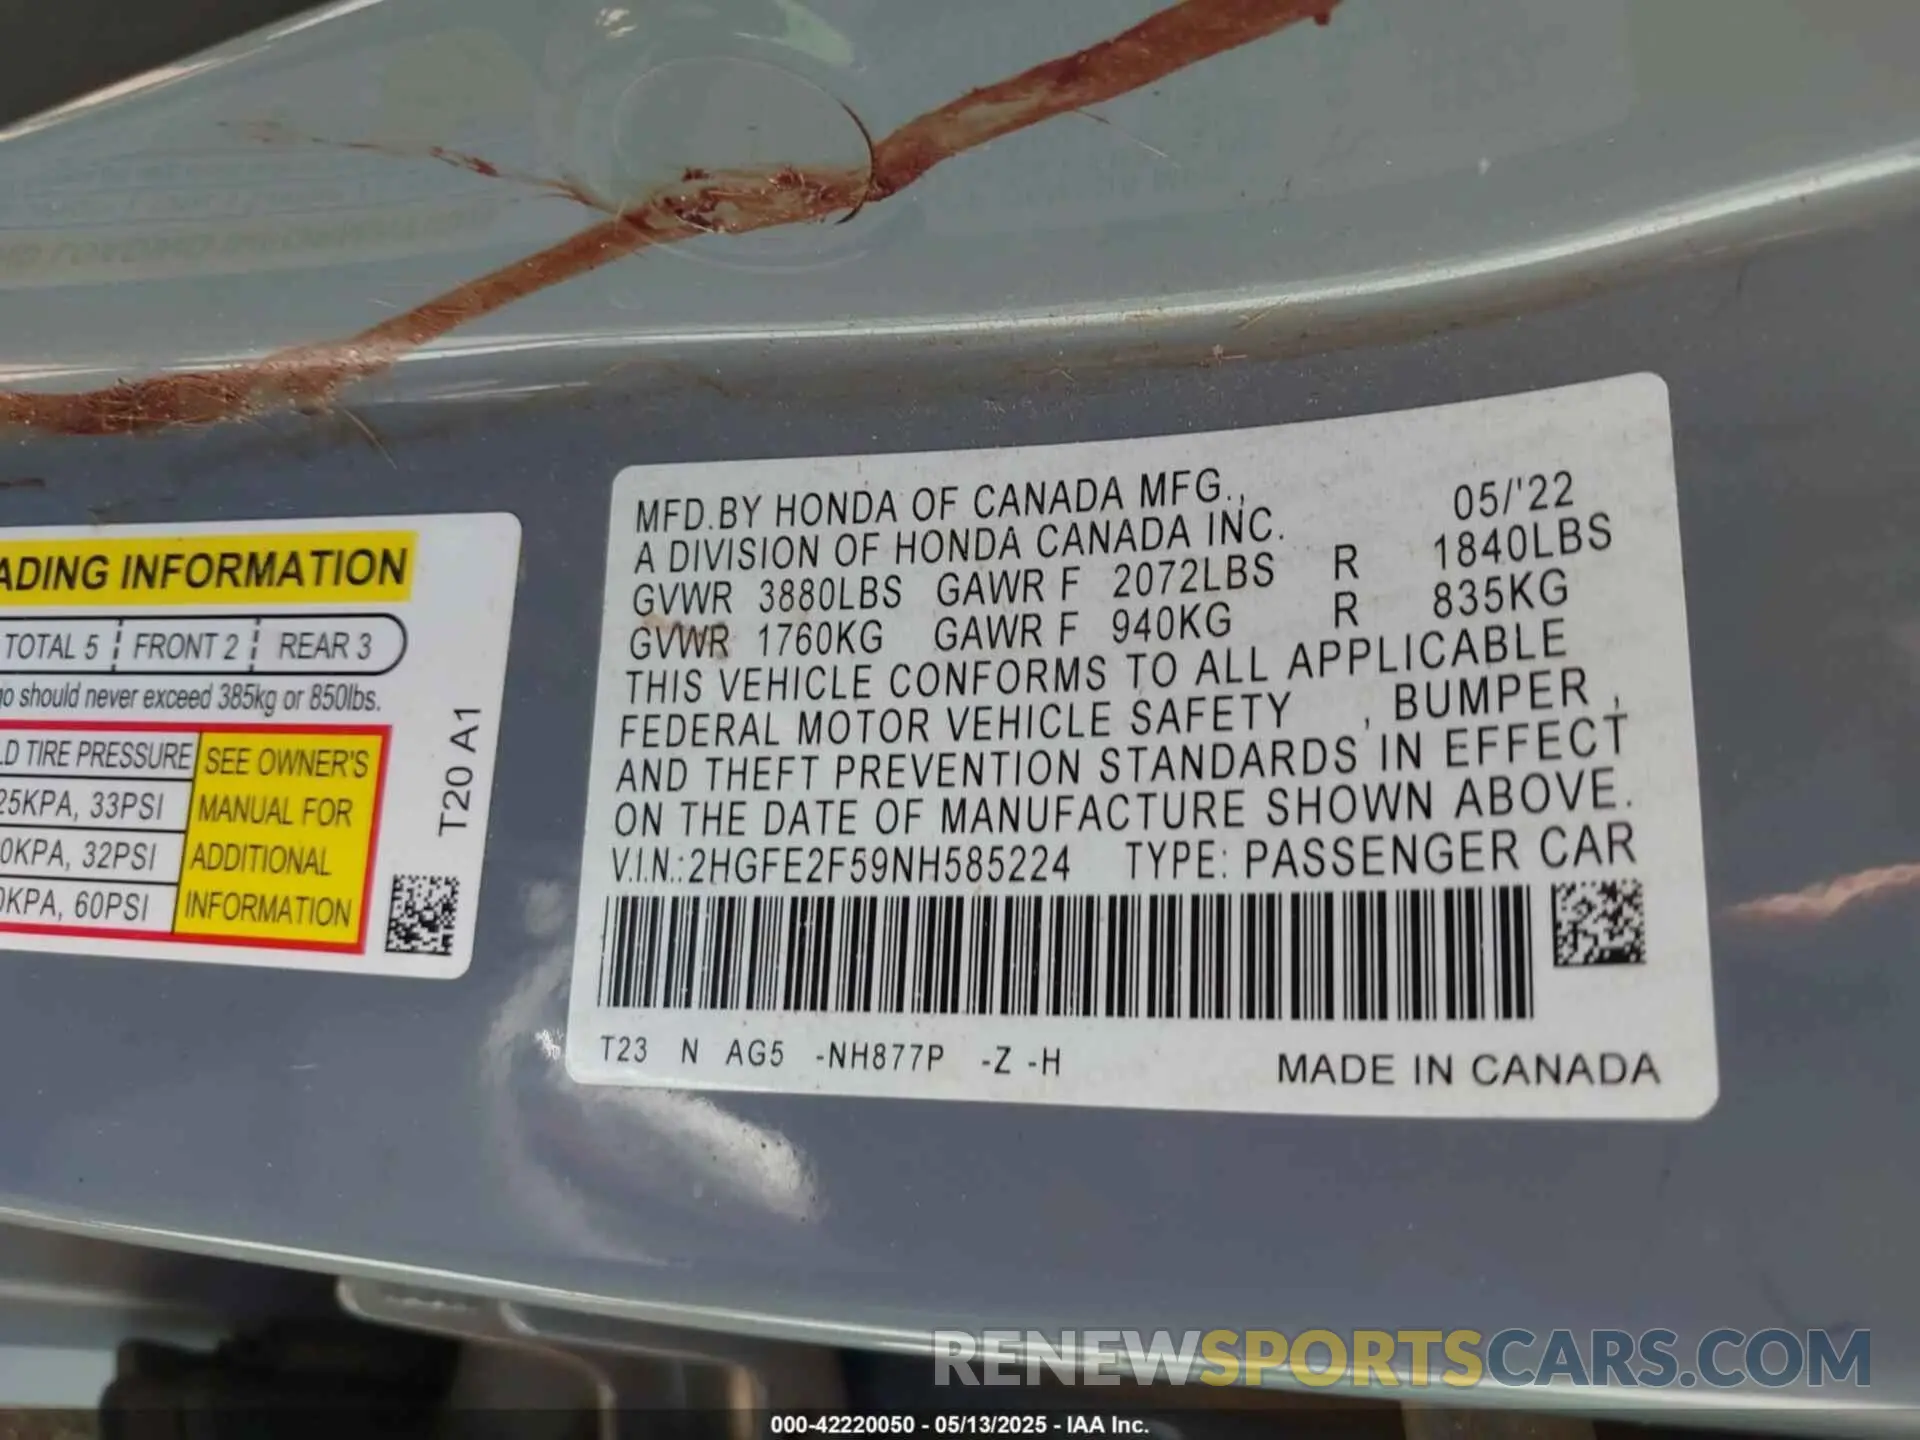 ADING INFORMATION
TOTAL 5 FRONT 2 REAR 3
go should never exceed 385kg or 850lbs.
LD TIRE PRESSURE
25KPA, 33PSI
0KPA, 32PSI
0KPA, 60PSI
SEE OWNER'S
MANUAL FOR
ADDITIONAL
INFORMATION
T20 A1
MFD.BY HONDA OF CANADA MFG., 05/'22
A DIVISION OF HONDA CANADA INC.
GVWR 3880LBS GAWR F 2072LBS R 1840LBS
GVWR 1760KG GAWR F 940KG R 835KG
THIS VEHICLE CONFORMS TO ALL APPLICABLE
FEDERAL MOTOR VEHICLE SAFETY , BUMPER ,
AND THEFT PREVENTION STANDARDS IN EFFECT
ON THE DATE OF MANUFACTURE SHOWN ABOVE.
V.I.N.:2HGFE2F59NH585224 TYPE: PASSENGER CAR
T23 N AG5 -NH877P -Z -H MADE IN CANADA
RENEWSPORTSCARS.COM
000-42220050 - 05/13/2025 - IAA Inc.